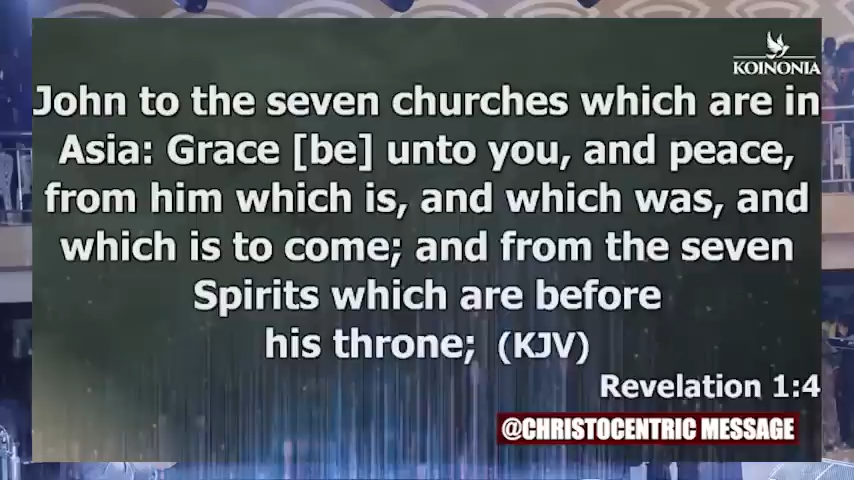 KOINONIA
John to the seven churches which are in
Asia: Grace [be] unto you, and peace,
from him which is, and which was, and
which is to come; and from the seven
Spirits which are before
his throne; (KJV)
Revelation 1:4
@CHRISTOCENTRIC MESSAGE